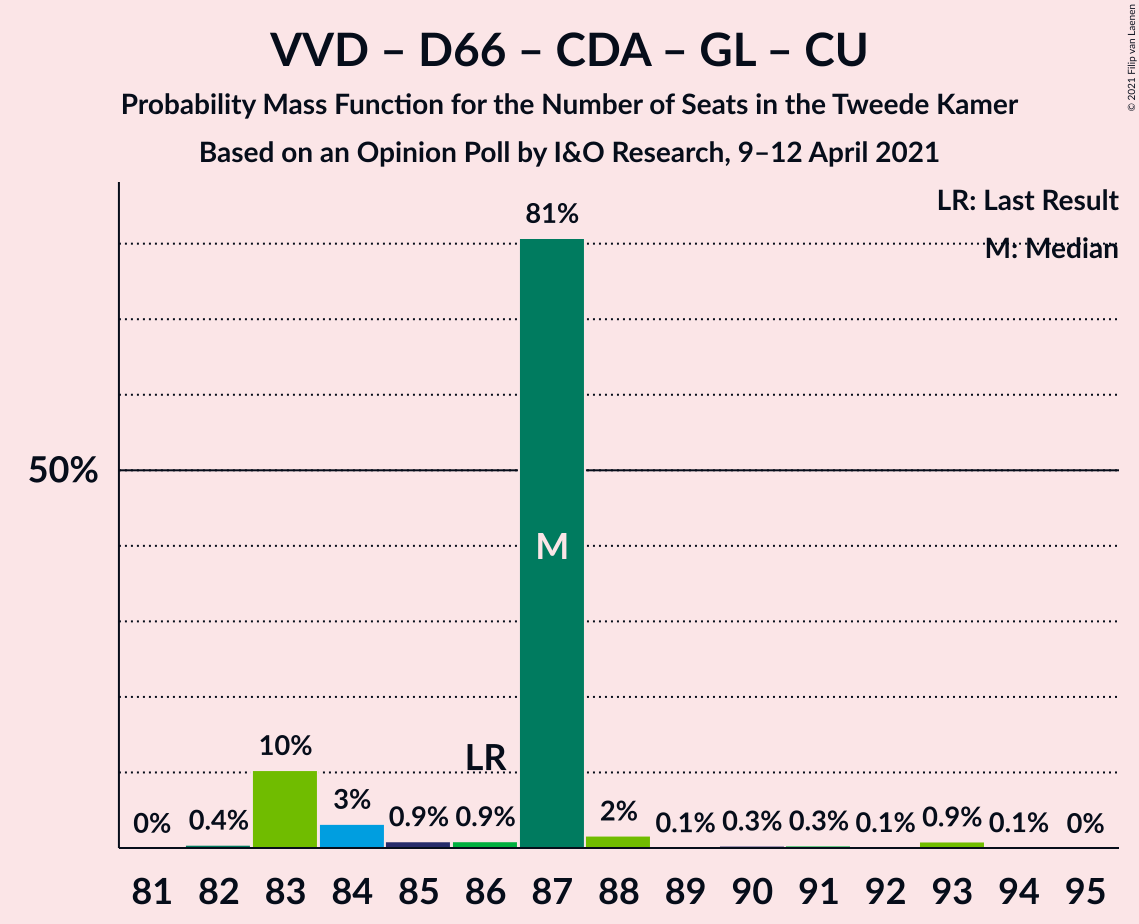 VVD – D66 – CDA – GL – CU
Probability Mass Function for the Number of Seats in the Tweede Kamer
Based on an Opinion Poll by I&O Research, 9–12 April 2021
© 2021 Filip van Laenen
LR: Last Result
M: Median
50%
0% 0.4% 10% 3% 0.9% 0.9% 81% 2% 0.1% 0.3% 0.3% 0.1% 0.9% 0.1% 0%
LR
M
81 82 83 84 85 86 87 88 89 90 91 92 93 94 95